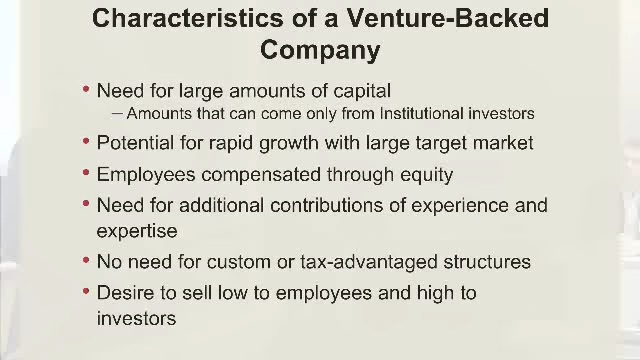 Characteristics of a Venture-Backed
Company
• Need for large amounts of capital
– Amounts that can come only from Institutional investors
• Potential for rapid growth with large target market
• Employees compensated through equity
• Need for additional contributions of experience and
expertise
• No need for custom or tax-advantaged structures
• Desire to sell low to employees and high to
investors